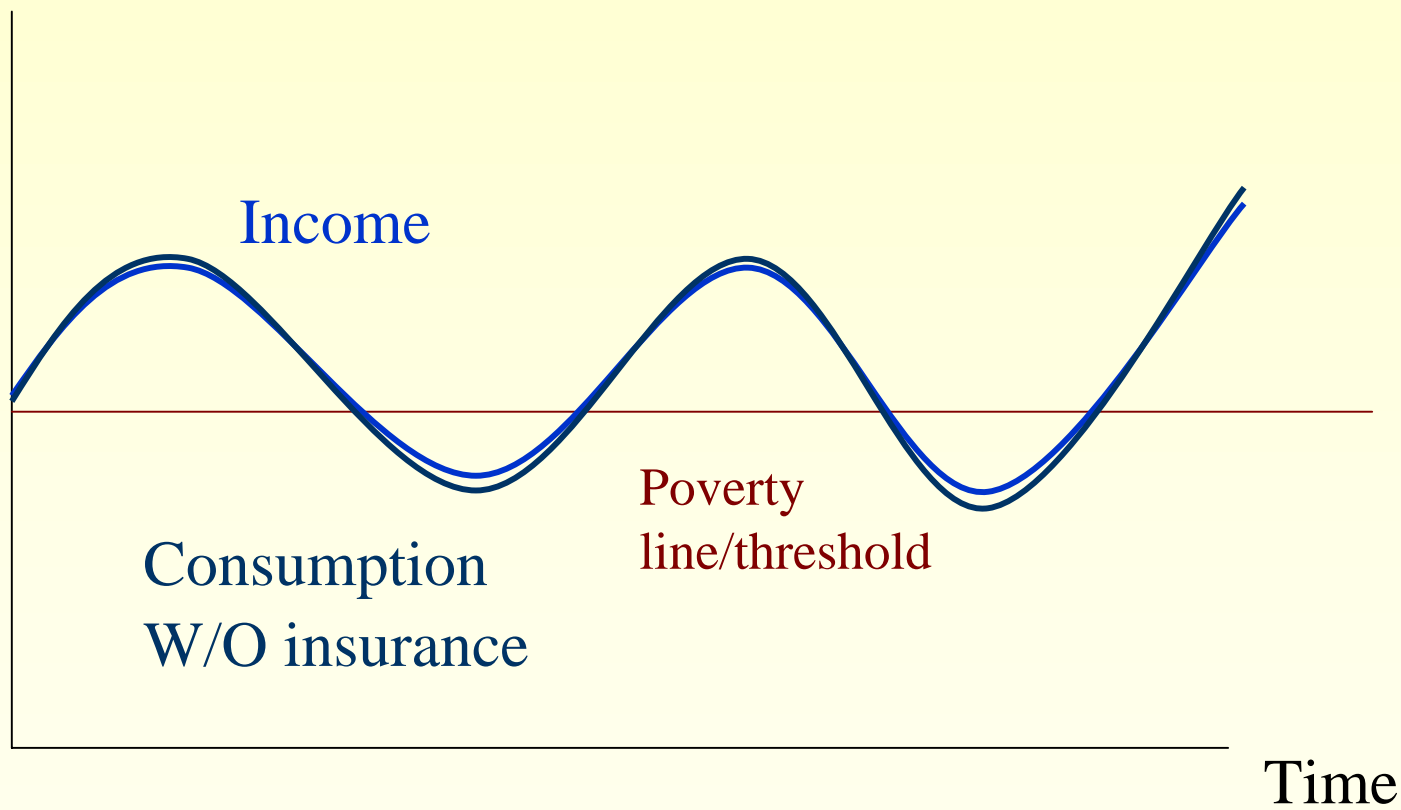 Income
Poverty
line/threshold
Consumption
W/O insurance
Time